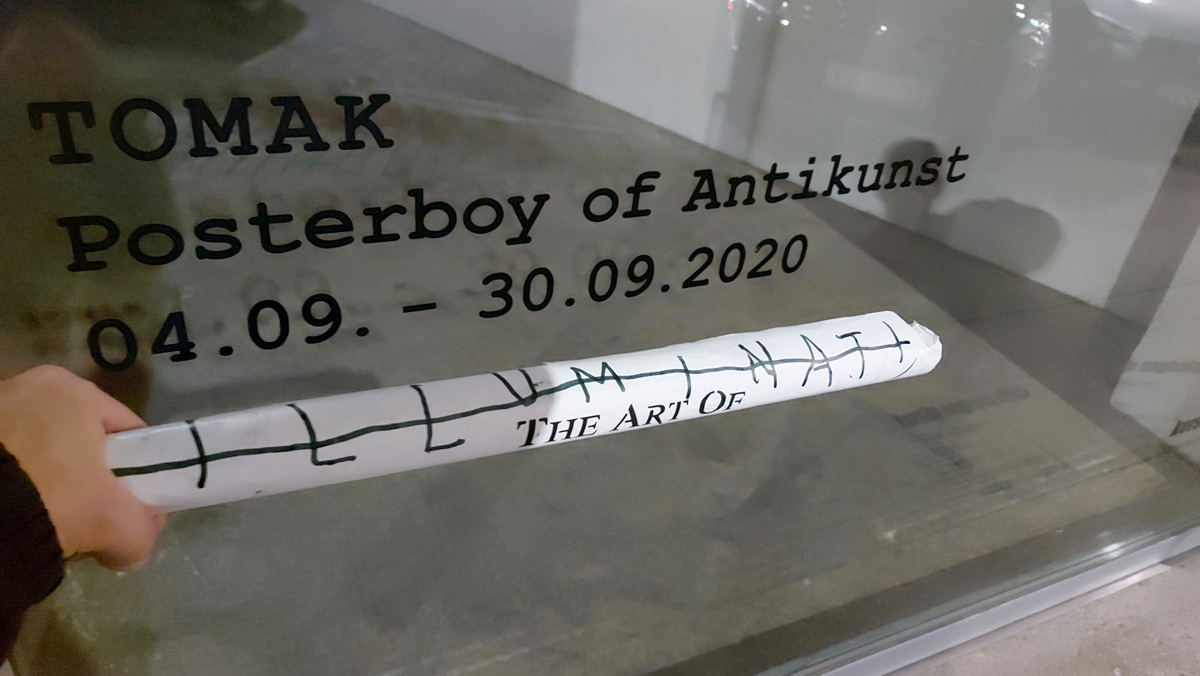 TOMAK
Posterboy of Antikunst
04.09. – 30.09.2020
ILLUMINATI
THE ART OF